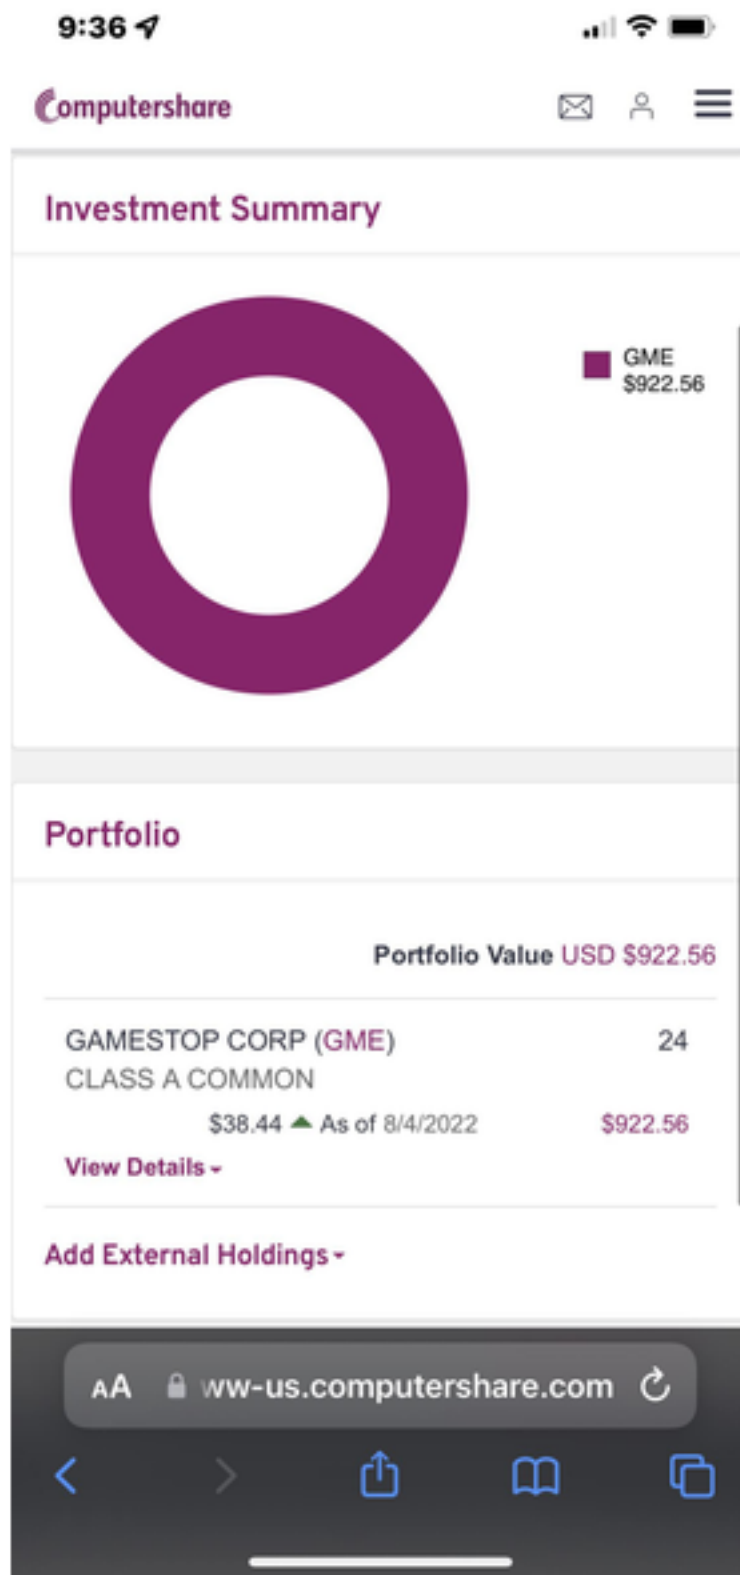 9:36
Computershare
Investment Summary
GME
$922.56
Portfolio
Portfolio Value USD $922.56
GAMESTOP CORP (GME) 24
CLASS A COMMON
$38.44 As of 8/4/2022 $922.56
View Details
Add External Holdings
AA ww-us.computershare.com